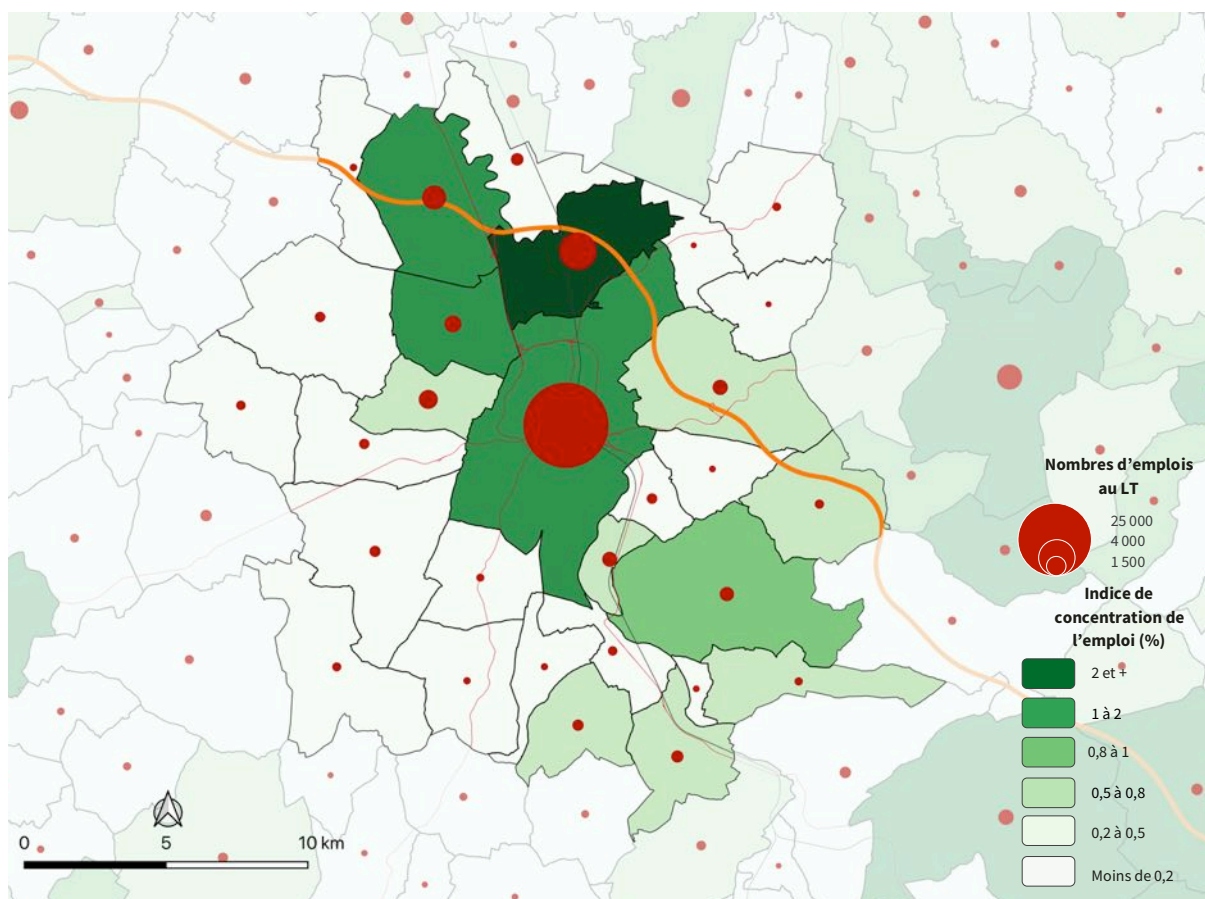 Nombres d'emplois
au LT
25 000
4 000
1 500
Indice de
concentration de
l'emploi (%)
2 et +
1 à 2
0,8 à 1
0,5 à 0,8
0,2 à 0,5
Moins de 0,2
0 5 10 km